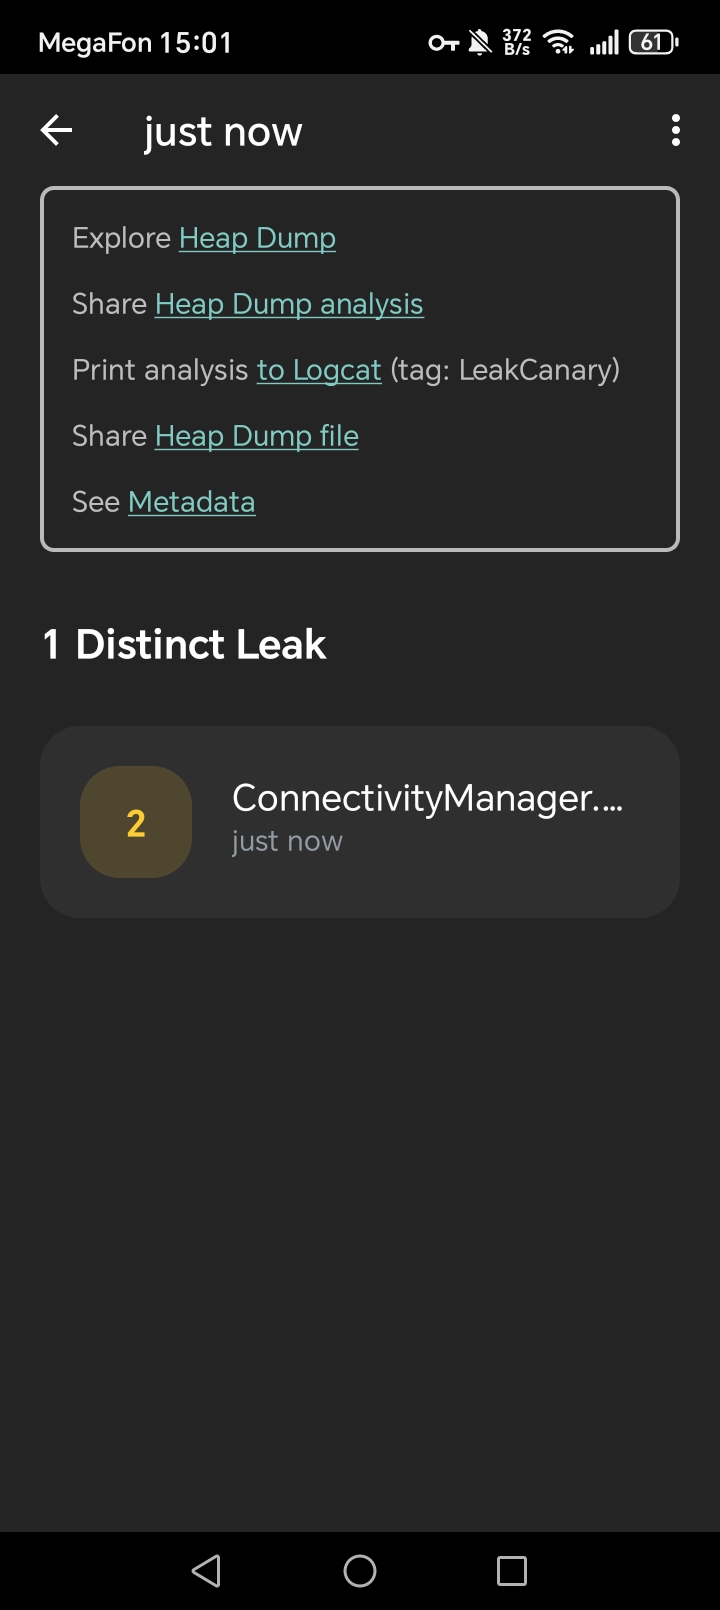 MegaFon 15:01 372 B/s 61
just now
Explore Heap Dump
Share Heap Dump analysis
Print analysis to Logcat (tag: LeakCanary)
Share Heap Dump file
See Metadata
1 Distinct Leak
2 ConnectivityManager....
just now